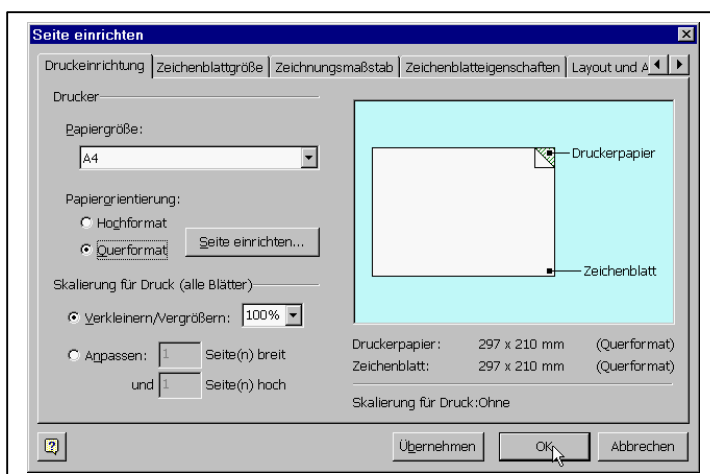 Seite einrichten
Druckeinrichtung Zeichenblattgröße Zeichnungsmaßstab Zeichenblatteigenschaften Layout und A
Drucker
Papiergröße:
A4
Papierorientierung:
Hochformat
Querformat
Seite einrichten...
Skalierung für Druck (alle Blätter)
Verkleinern/Vergrößern: 100%
Anpassen: 1 Seite(n) breit
und 1 Seite(n) hoch
Druckerpapier
Zeichenblatt
Druckerpapier: 297 x 210 mm (Querformat)
Zeichenblatt: 297 x 210 mm (Querformat)
Skalierung für Druck:Ohne
Übernehmen OK Abbrechen